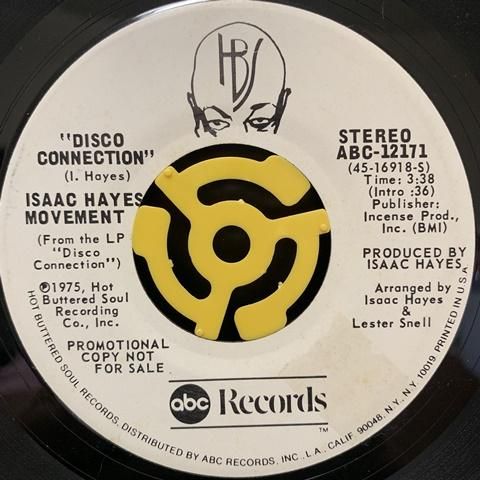 HBS
"DISCO
CONNECTION"
(I. Hayes)
ISAAC HAYES
MOVEMENT
(From the LP
"Disco
Connection)
℗1975, Hot
Buttered Soul
Recording
Co., Inc.
PROMOTIONAL
COPY NOT
FOR SALE
STEREO
ABC-12171
(45-16918-S)
Time: 3:38
(Intro :36)
Publisher:
Incense Prod.,
Inc. (BMI)
PRODUCED BY
ISAAC HAYES
Arranged by
Isaac Hayes &
Lester Snell
abc Records
TM
HOT BUTTERED SOUL RECORDS, DISTRIBUTED BY ABC RECORDS, INC., L.A., CALIF. 90048, N.Y., N.Y. 10019. PRINTED IN U.S.A.